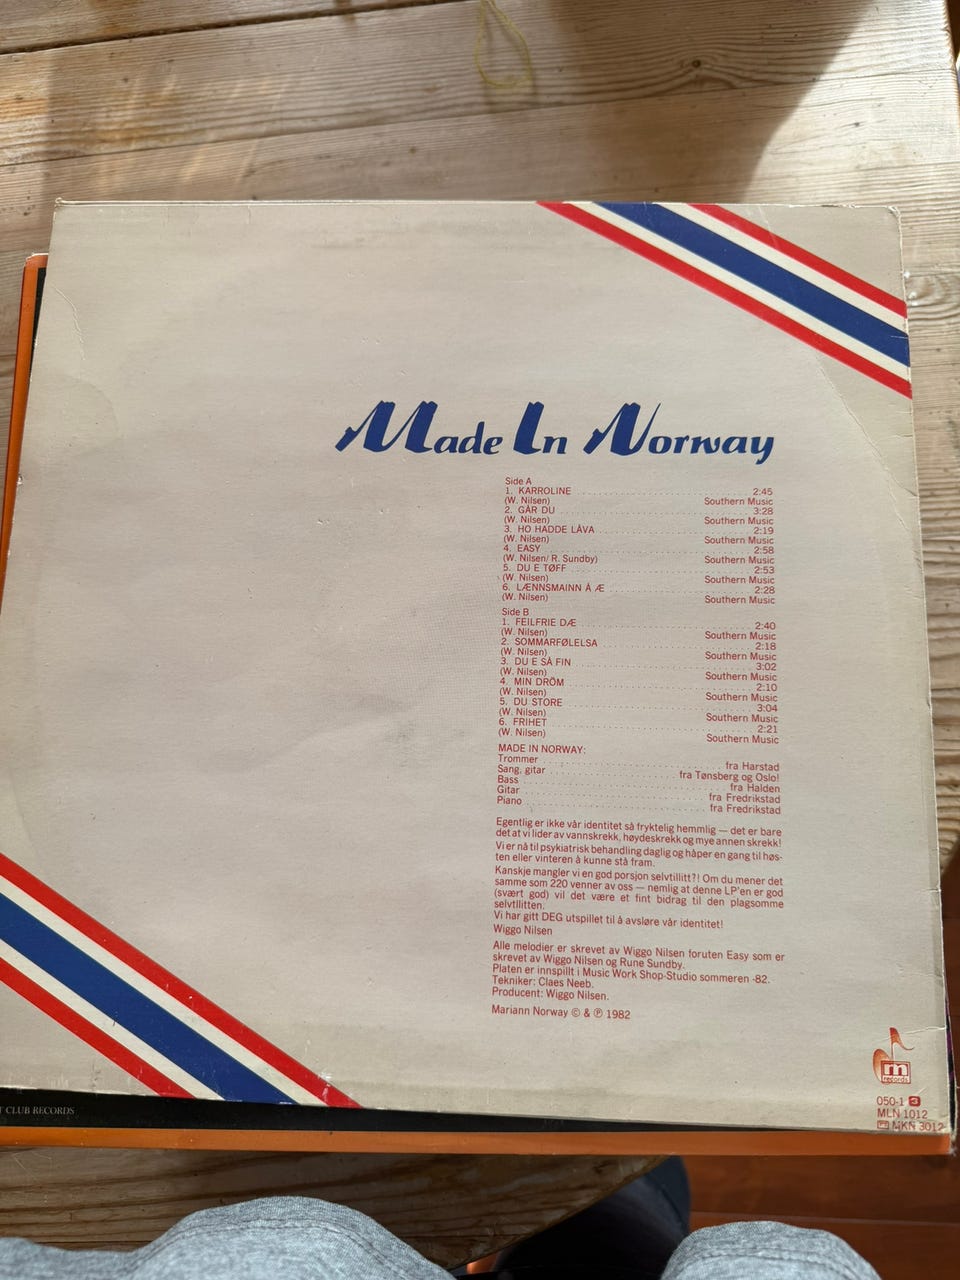 Made In Norway
Side A
1. KARROLINE 2:45
(W. Nilsen) Southern Music
2. GÅR DU 3:28
(W. Nilsen) Southern Music
3. HO HADDE LÅVA 2:19
(W. Nilsen) Southern Music
4. EASY 2:58
(W. Nilsen/ R. Sundby) Southern Music
5. DU E TØFF 2:53
(W. Nilsen) Southern Music
6. LÆNNSMAINN Å Æ 2:28
(W. Nilsen) Southern Music
Side B
1. FEILFRIE DÆ 2:40
(W. Nilsen) Southern Music
2. SOMMARFØLELSA 2:18
(W. Nilsen) Southern Music
3. DU E SÅ FIN 3:02
(W. Nilsen) Southern Music
4. MIN DRÖM 2:10
(W. Nilsen) Southern Music
5. DU STORE 3:04
(W. Nilsen) Southern Music
6. FRIHET 2:21
(W. Nilsen) Southern Music
MADE IN NORWAY:
Trommer fra Harstad
Sang, gitar fra Tønsberg og Oslo!
Bass fra Halden
Gitar fra Fredrikstad
Piano fra Fredrikstad
Egentlig er ikke vår identitet så fryktelig hemmlig — det er bare
det at vi lider av vannskrekk, høydeskrekk og mye annen skrekk!
Vi er nå til psykiatrisk behandling daglig og håper en gang til høs-
ten eller vinteren å kunne stå fram.
Kanskje mangler vi en god porsjon selvtillitt?! Om du mener det
samme som 220 venner av oss — nemlig at denne LP'en er god
(svært god) vil det være et fint bidrag til den plagsomme
selvtllitten.
Vi har gitt DEG utspillet til å avsløre vår identitet!
Wiggo Nilsen
Alle melodier er skrevet av Wiggo Nilsen foruten Easy som er
skrevet av Wiggo Nilsen og Rune Sundby.
Platen er innspillt i Music Work Shop-Studio sommeren -82.
Tekniker: Claes Neeb.
Producent: Wiggo Nilsen.
Mariann Norway © & ℗ 1982
m
records
050-1 3
MLN 1012
MKN 3012
CLUB RECORDS